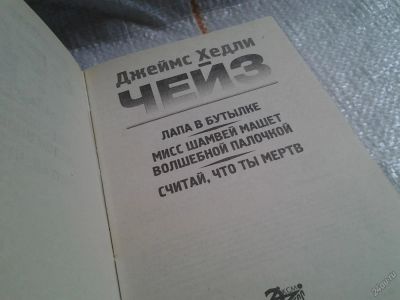 Джеймс Хедли
ЧЕЙЗ
ЛАПА В БУТЫЛКЕ
МИСС ШАМВЕЙ МАШЕТ
ВОЛШЕБНОЙ ПАЛОЧКОЙ
СЧИТАЙ, ЧТО ТЫ МЕРТВ